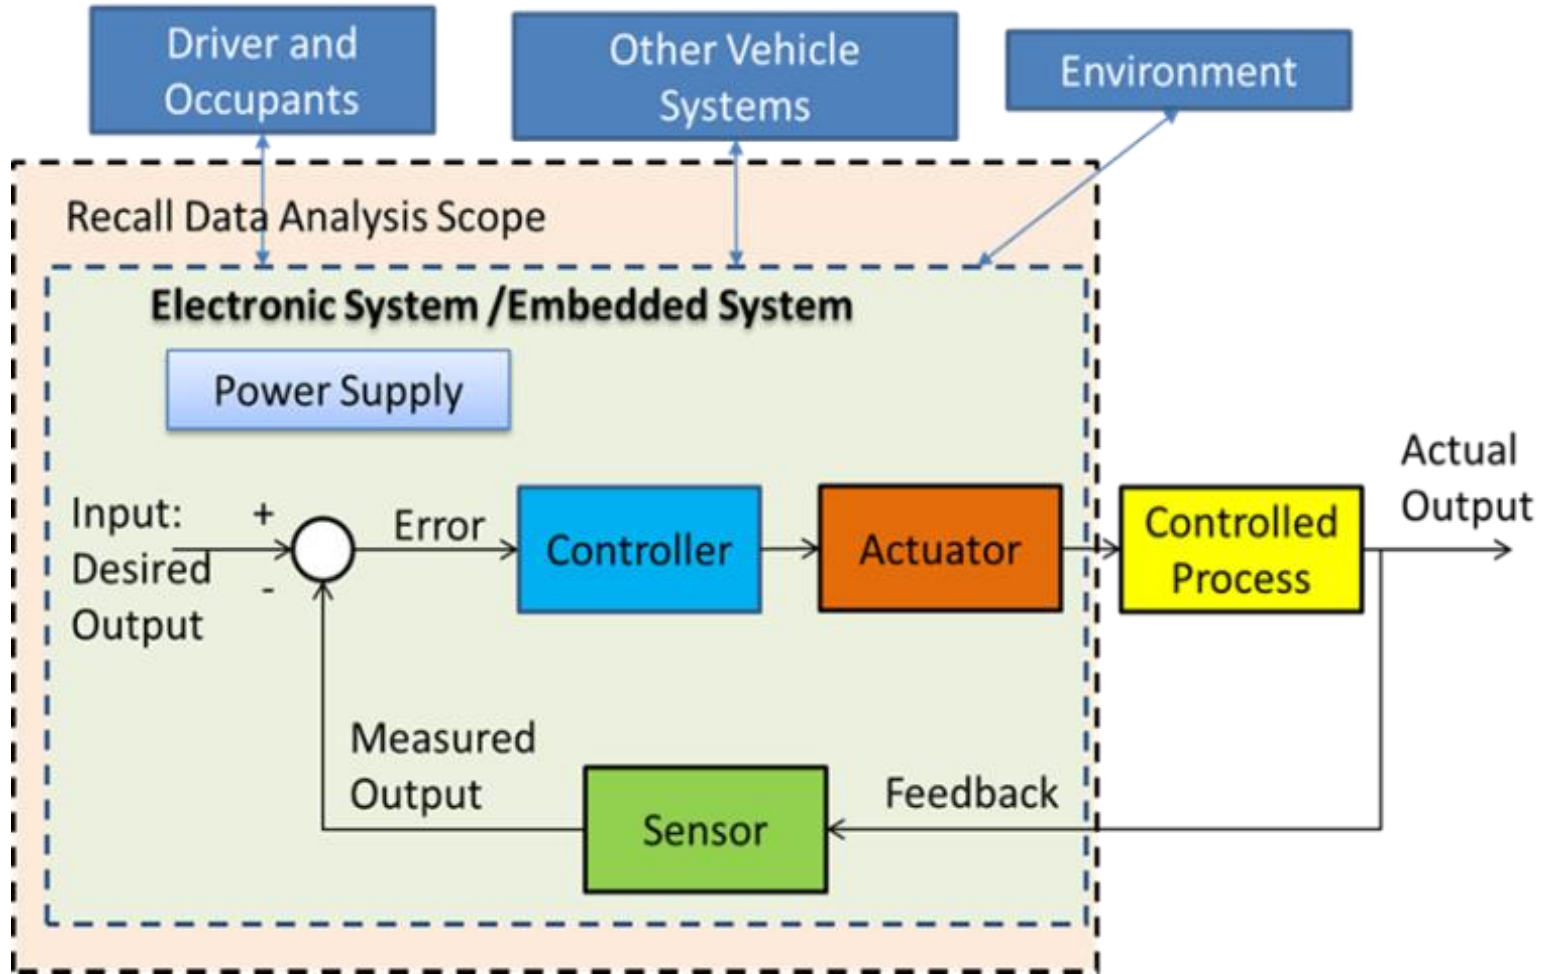 Driver and
Occupants
Other Vehicle
Systems
Environment
Recall Data Analysis Scope
Electronic System /Embedded System
Power Supply
Input:
Desired
Output
+
-
Error
Controller
Actuator
Controlled
Process
Actual
Output
Measured
Output
Sensor
Feedback